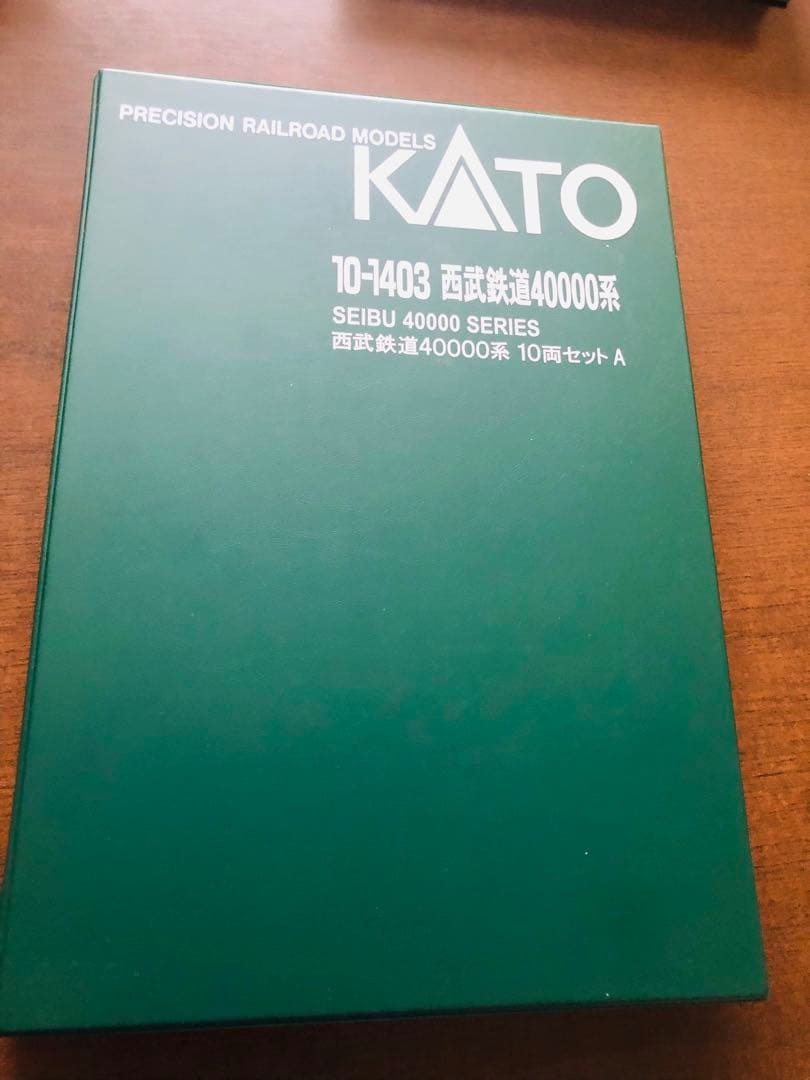 PRECISION RAILROAD MODELS
KATO
10-1403 西武鉄道40000系
SEIBU 40000 SERIES
西武鉄道40000系 10両セット A